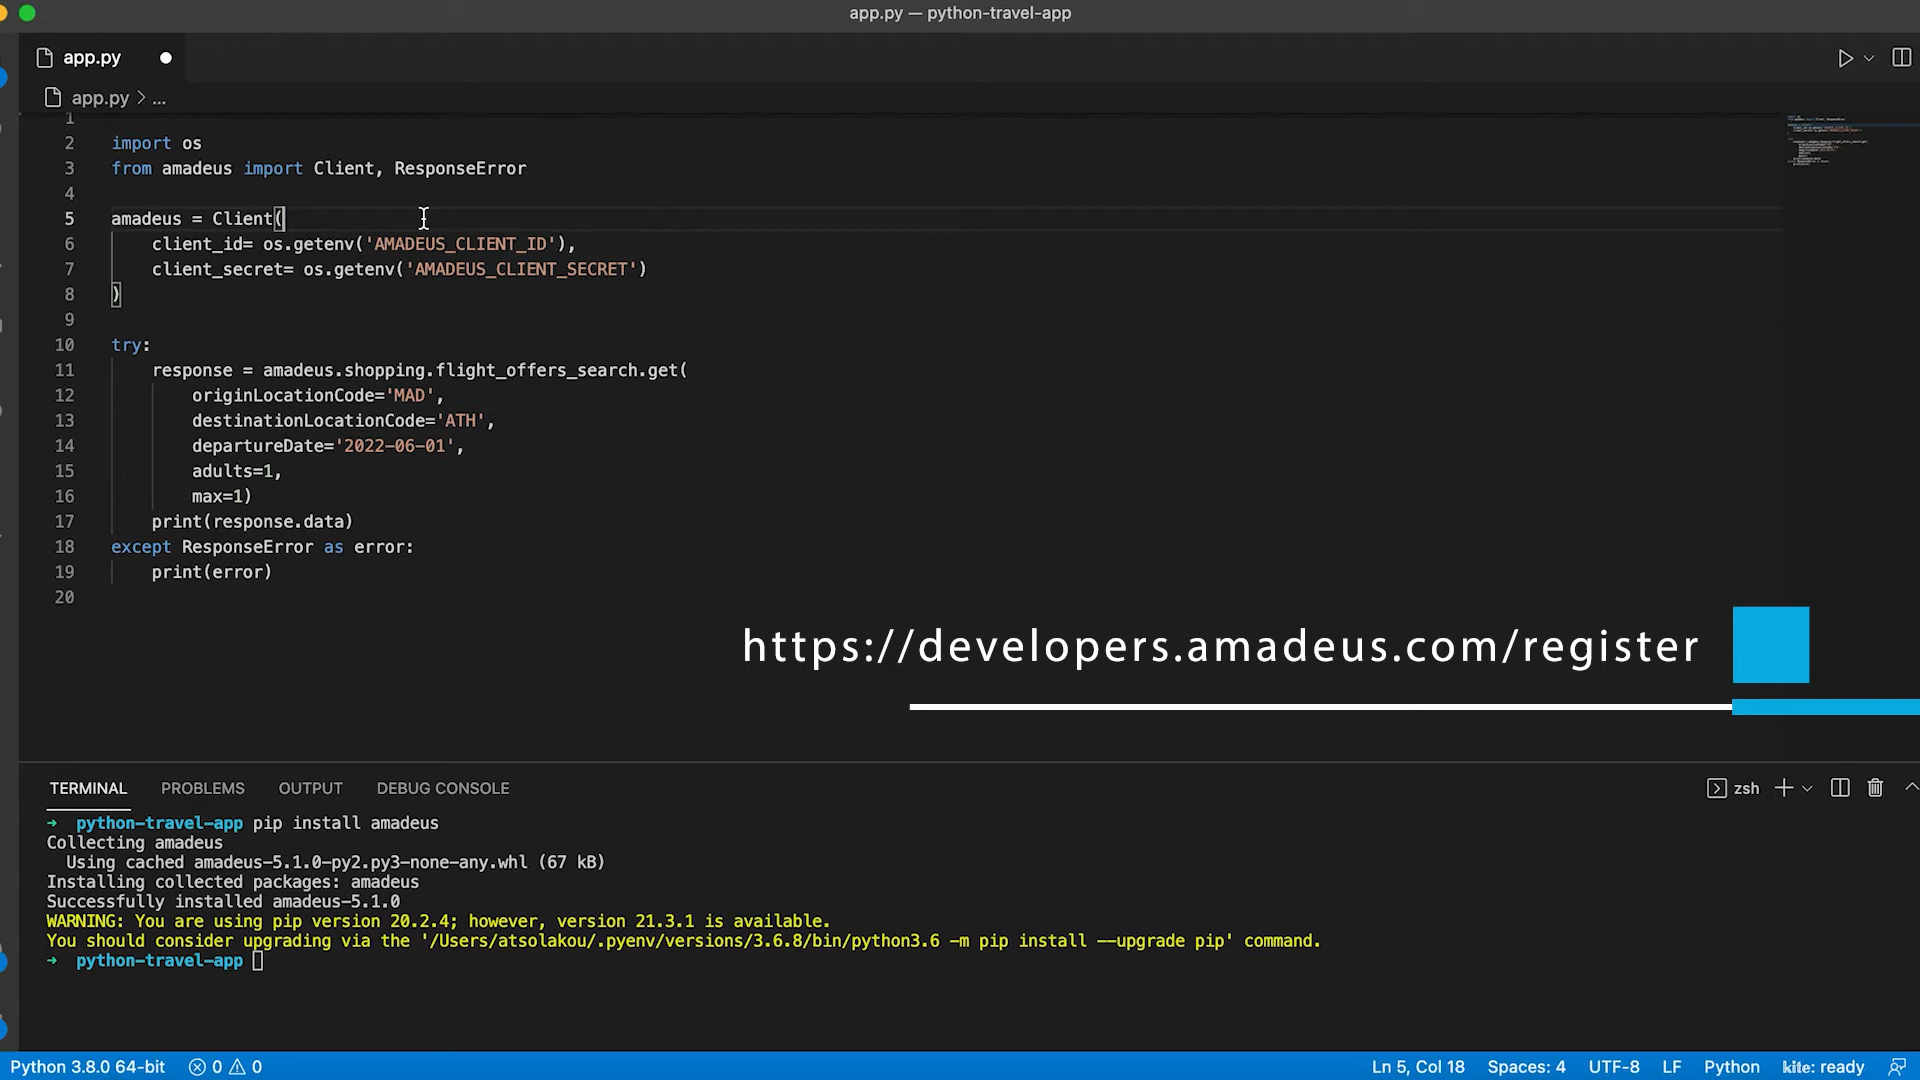 app.py — python-travel-app
app.py
app.py > ...
1
2 import os
3 from amadeus import Client, ResponseError
4
5 amadeus = Client(
6 client_id= os.getenv('AMADEUS_CLIENT_ID'),
7 client_secret= os.getenv('AMADEUS_CLIENT_SECRET')
8 )
9
10 try:
11 response = amadeus.shopping.flight_offers_search.get(
12 originLocationCode='MAD',
13 destinationLocationCode='ATH',
14 departureDate='2022-06-01',
15 adults=1,
16 max=1)
17 print(response.data)
18 except ResponseError as error:
19 print(error)
20
https://developers.amadeus.com/register
TERMINAL PROBLEMS OUTPUT DEBUG CONSOLE zsh
→ python-travel-app pip install amadeus
Collecting amadeus
Using cached amadeus-5.1.0-py2.py3-none-any.whl (67 kB)
Installing collected packages: amadeus
Successfully installed amadeus-5.1.0
WARNING: You are using pip version 20.2.4; however, version 21.3.1 is available.
You should consider upgrading via the '/Users/atsolakou/.pyenv/versions/3.6.8/bin/python3.6 -m pip install --upgrade pip' command.
→ python-travel-app
Python 3.8.0 64-bit 0 0 Ln 5, Col 18 Spaces: 4 UTF-8 LF Python kite: ready